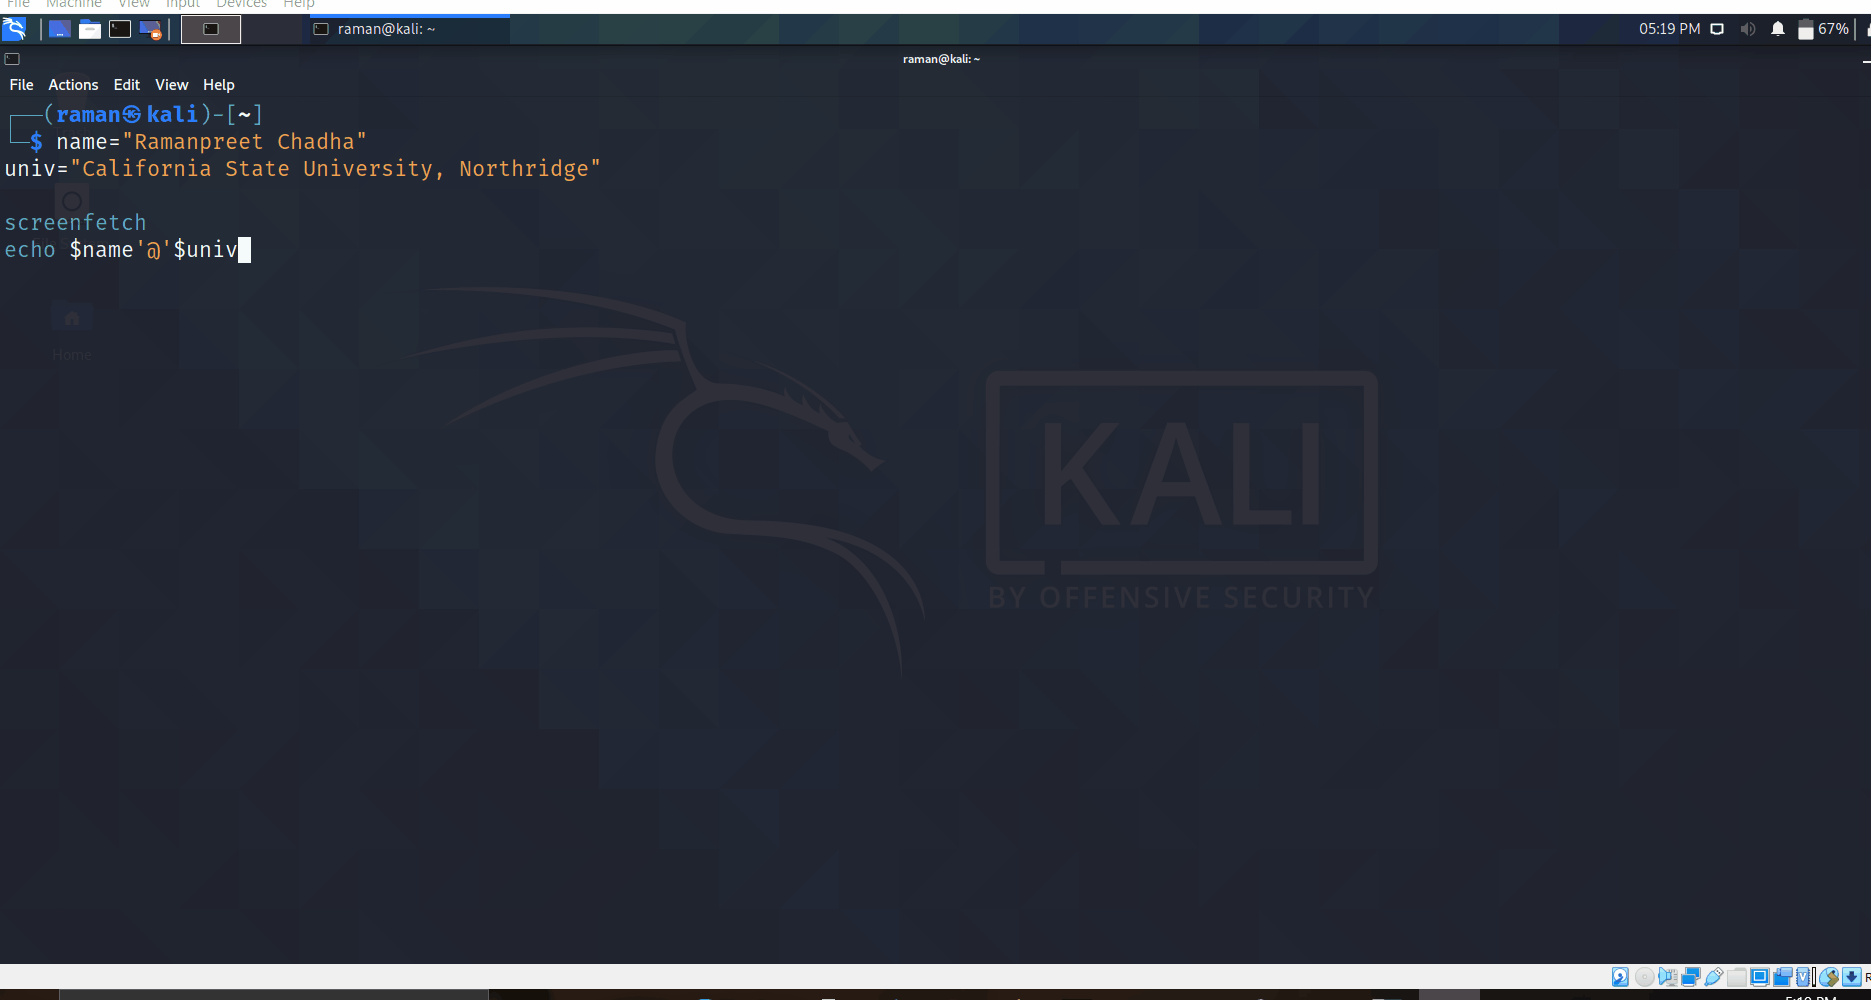 File Machine View Input Devices Help
raman@kali: ~ 05:19 PM 67%
raman@kali: ~
File Actions Edit View Help
(raman㉿kali)-[~]
$ name="Ramanpreet Chadha"
univ="California State University, Northridge"
screenfetch
echo $name'@'$univ
Home
KALI
BY OFFENSIVE SECURITY